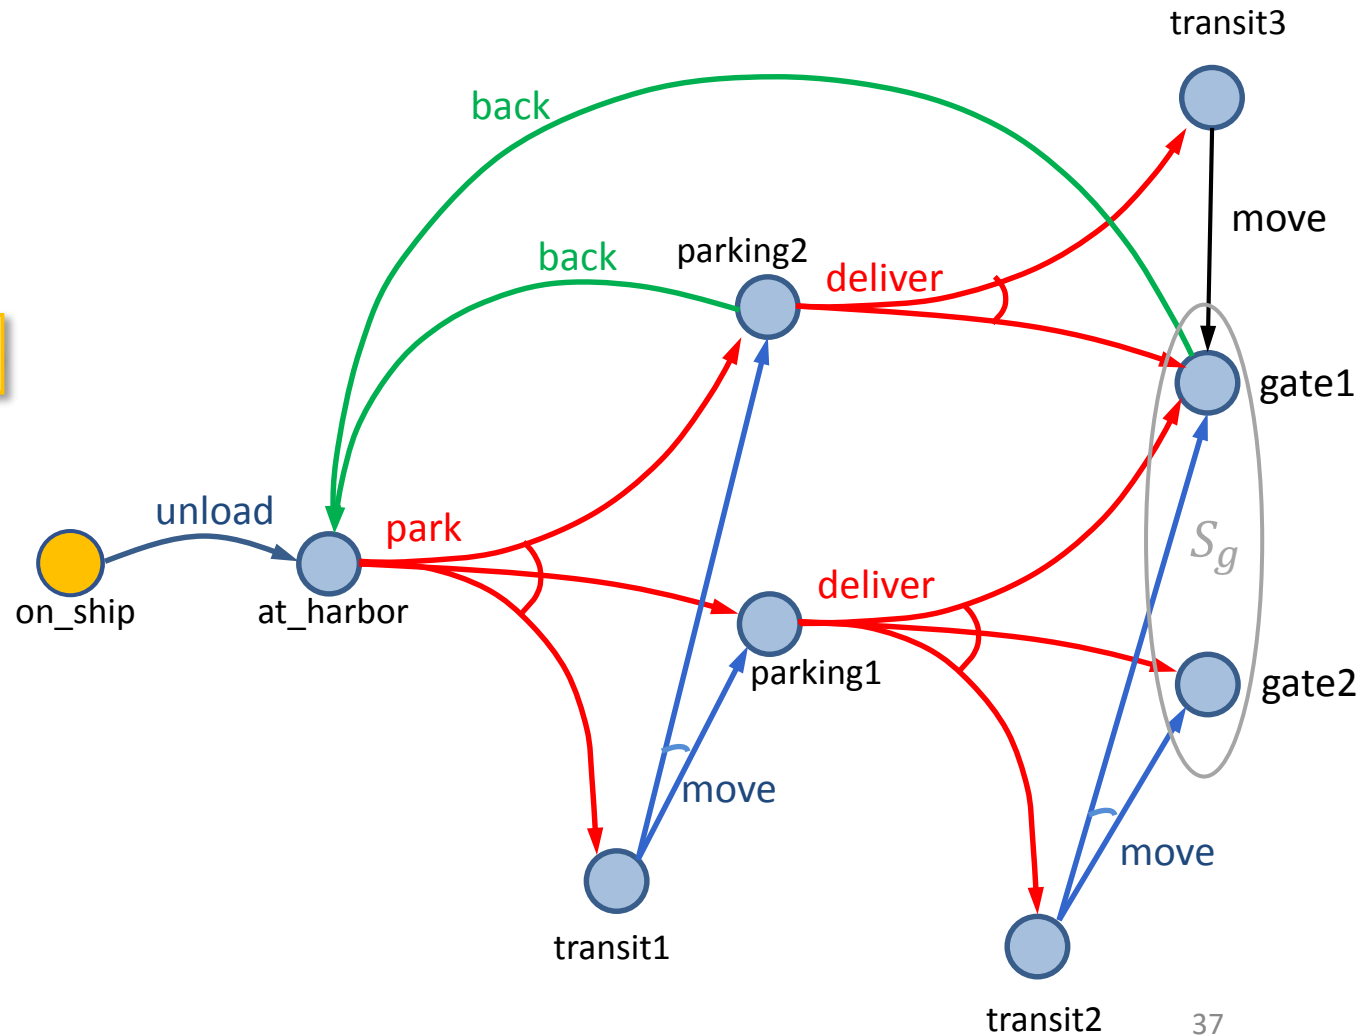 transit3
back
move
parking2
back
deliver
gate1
unload
park
S_g
on_ship
at_harbor
deliver
parking1
gate2
move
move
transit1
transit2
37